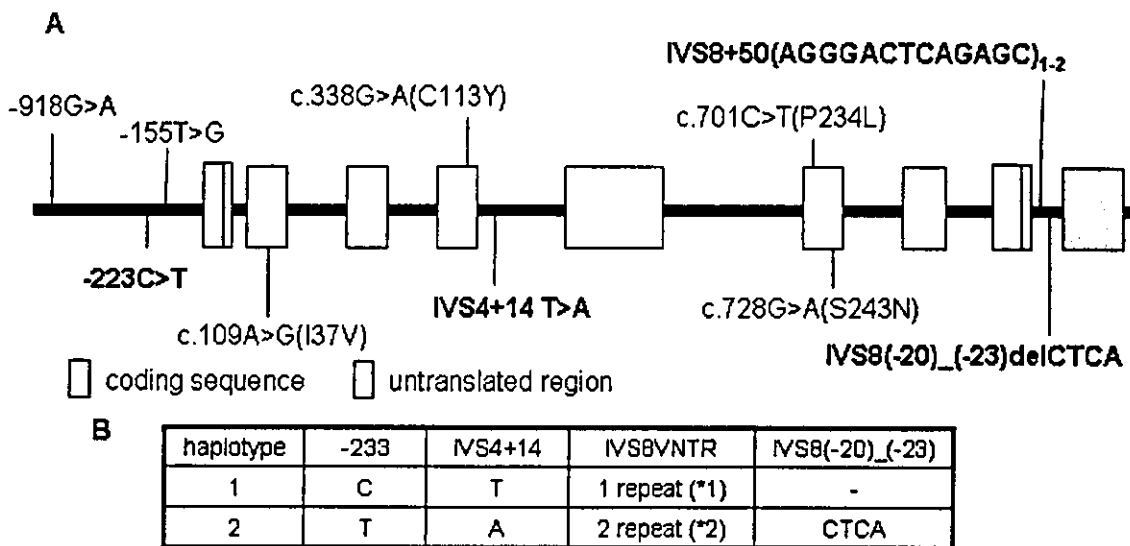 A
IVS8+50(AGGGACTCAGAGC)1-2
-918G>A
c.338G>A(C113Y)
-155T>G
c.701C>T(P234L)
-223C>T
IVS4+14 T>A
c.728G>A(S243N)
c.109A>G(I37V)
IVS8(-20)_(-23)delCTCA
coding sequence
untranslated region
B
haplotype -233 IVS4+14 IVS8VNTR IVS8(-20)_(-23)
1 C T 1 repeat (*1) -
2 T A 2 repeat (*2) CTCA